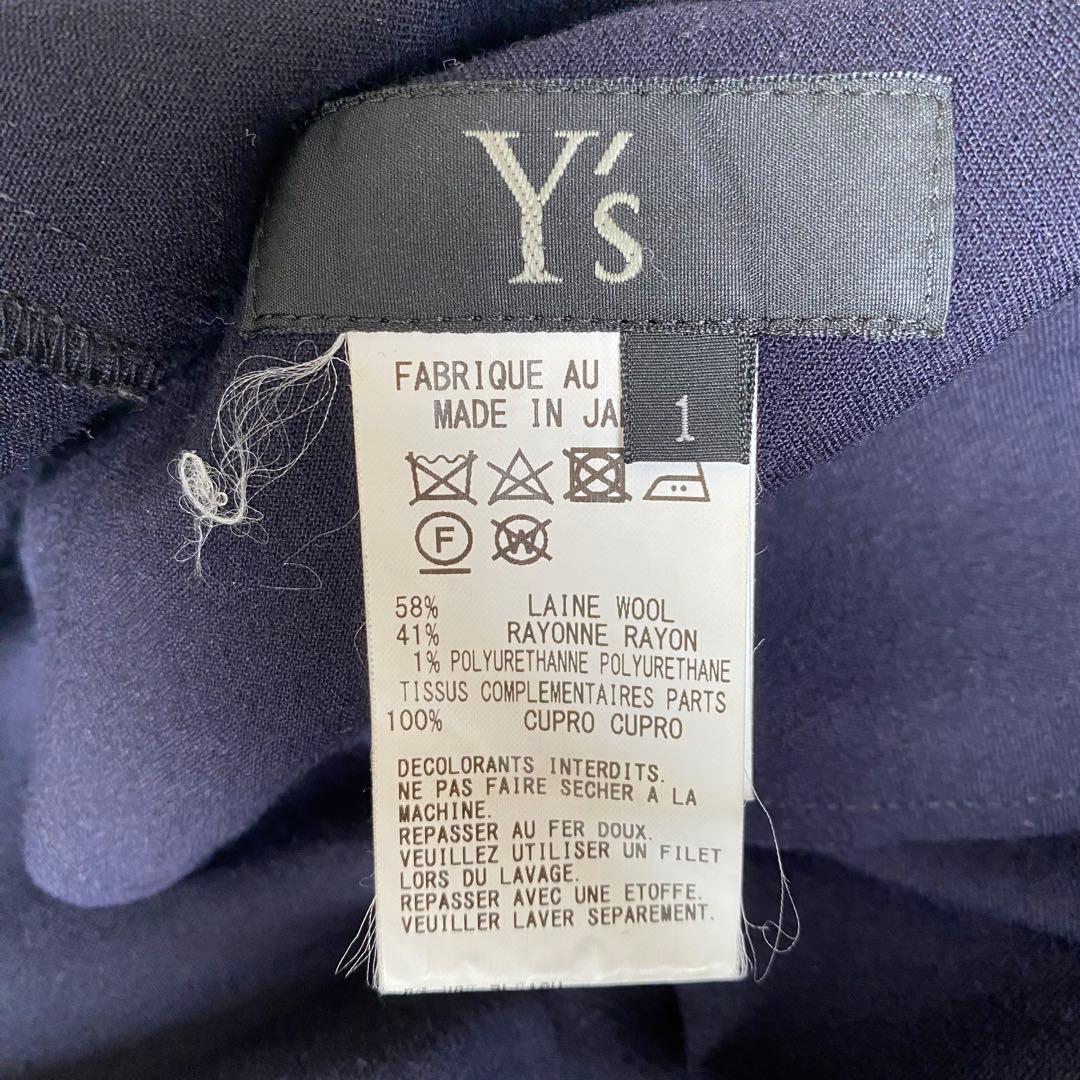 Y's
FABRIQUE AU
MADE IN JA
1
F
W
58% LAINE WOOL
41% RAYONNE RAYON
1% POLYURETHANNE POLYURETHANE
TISSUS COMPLEMENTAIRES PARTS
100% CUPRO CUPRO
DECOLORANTS INTERDITS.
NE PAS FAIRE SECHER A LA
MACHINE.
REPASSER AU FER DOUX.
VEUILLEZ UTILISER UN FILET
LORS DU LAVAGE.
REPASSER AVEC UNE ETOFFE.
VEUILLER LAVER SEPAREMENT.